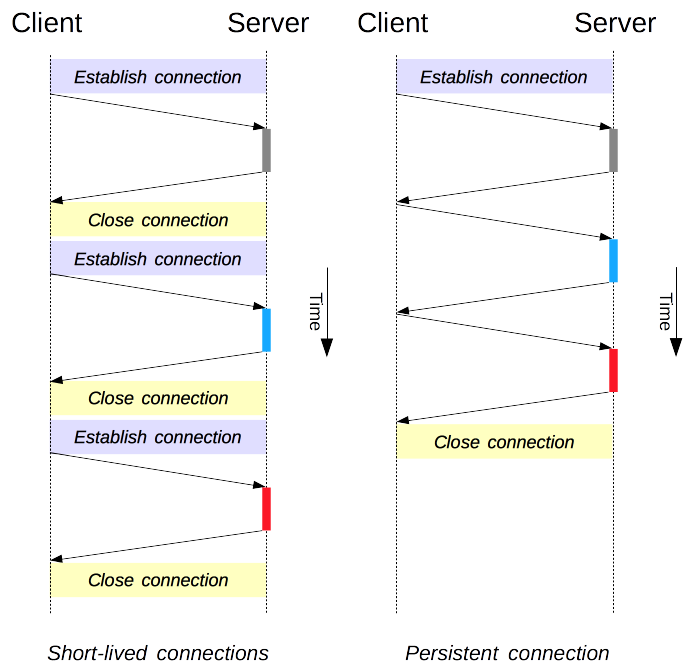 Client
Server
Establish connection
Close connection
Establish connection
Time
Close connection
Establish connection
Close connection
Short-lived connections
Client
Server
Establish connection
Time
Close connection
Persistent connection